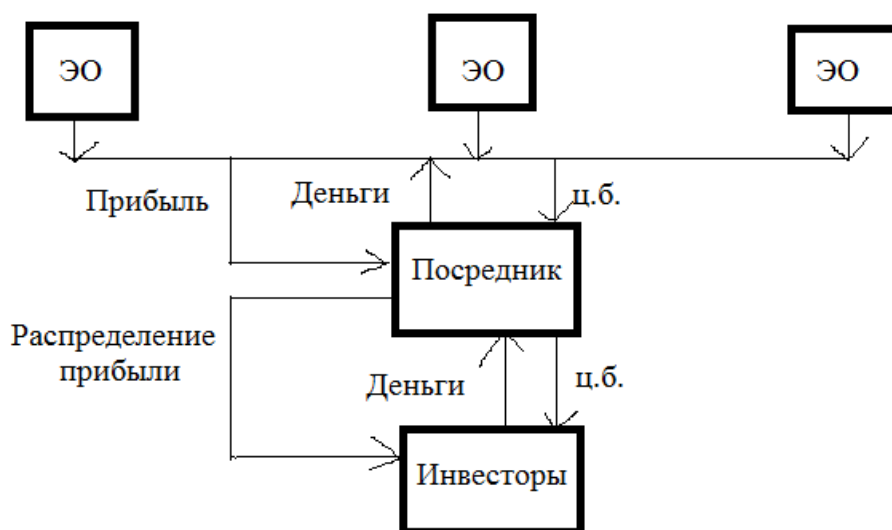 ЭО
ЭО
ЭО
Прибыль
Деньги
ц.б.
Посредник
Распределение
прибыли
Деньги
ц.б.
Инвесторы